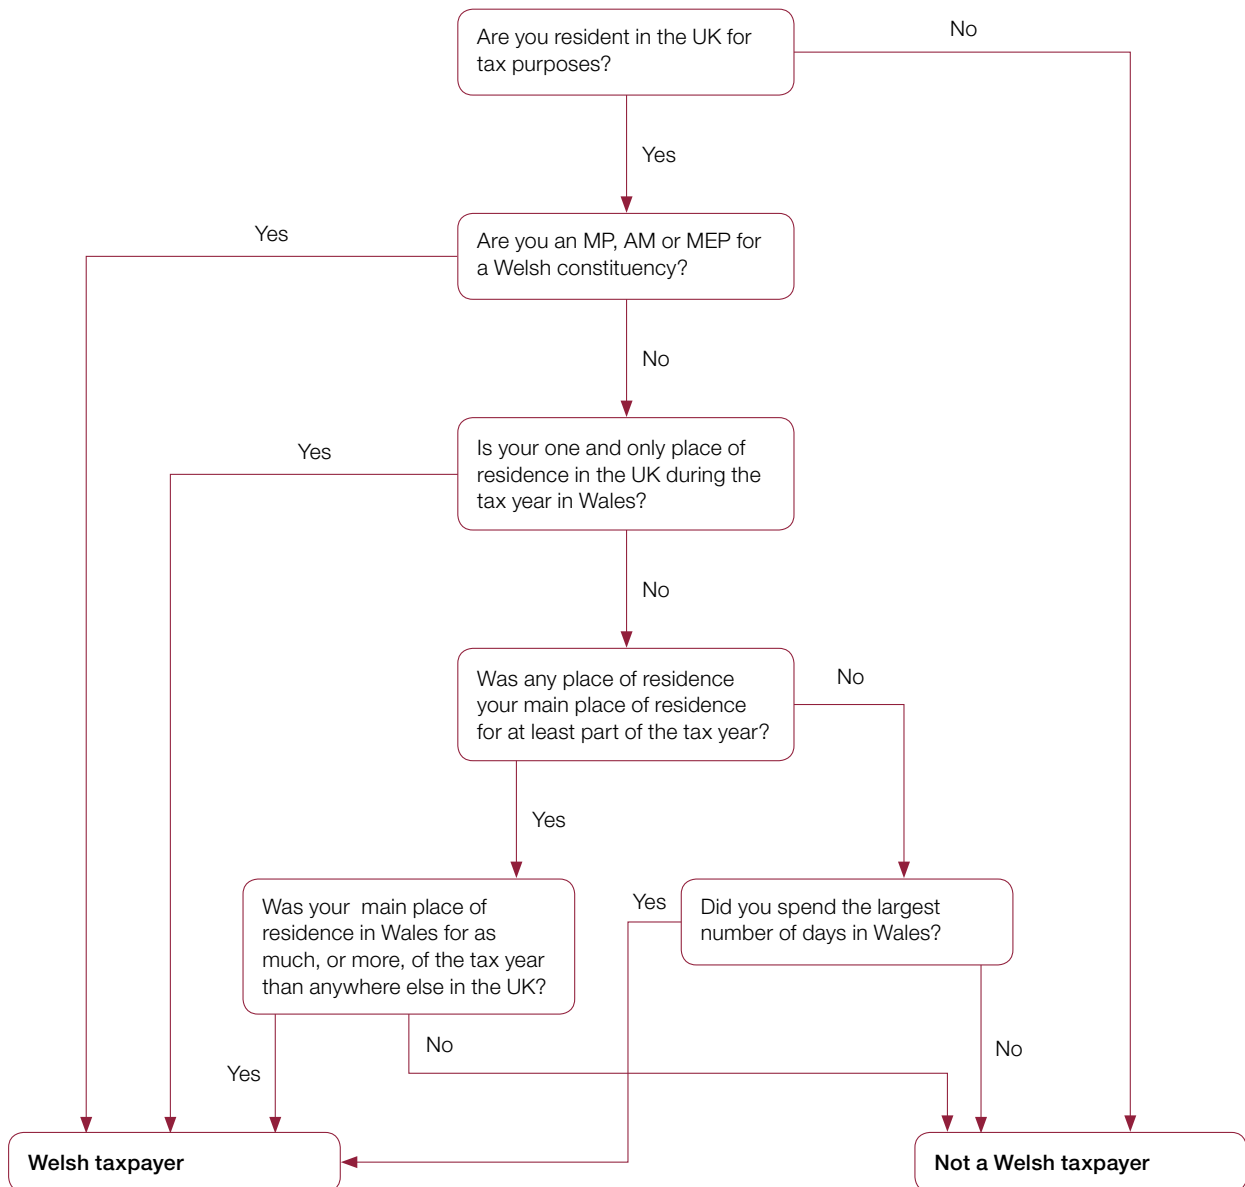 Are you resident in the UK for
tax purposes?
No
Yes
Yes
Are you an MP, AM or MEP for
a Welsh constituency?
No
Yes
Is your one and only place of
residence in the UK during the
tax year in Wales?
No
Was any place of residence
your main place of residence
for at least part of the tax year?
No
Yes
Was your main place of
residence in Wales for as
much, or more, of the tax year
than anywhere else in the UK?
Yes
Did you spend the largest
number of days in Wales?
No
No
Yes
Welsh taxpayer
Not a Welsh taxpayer